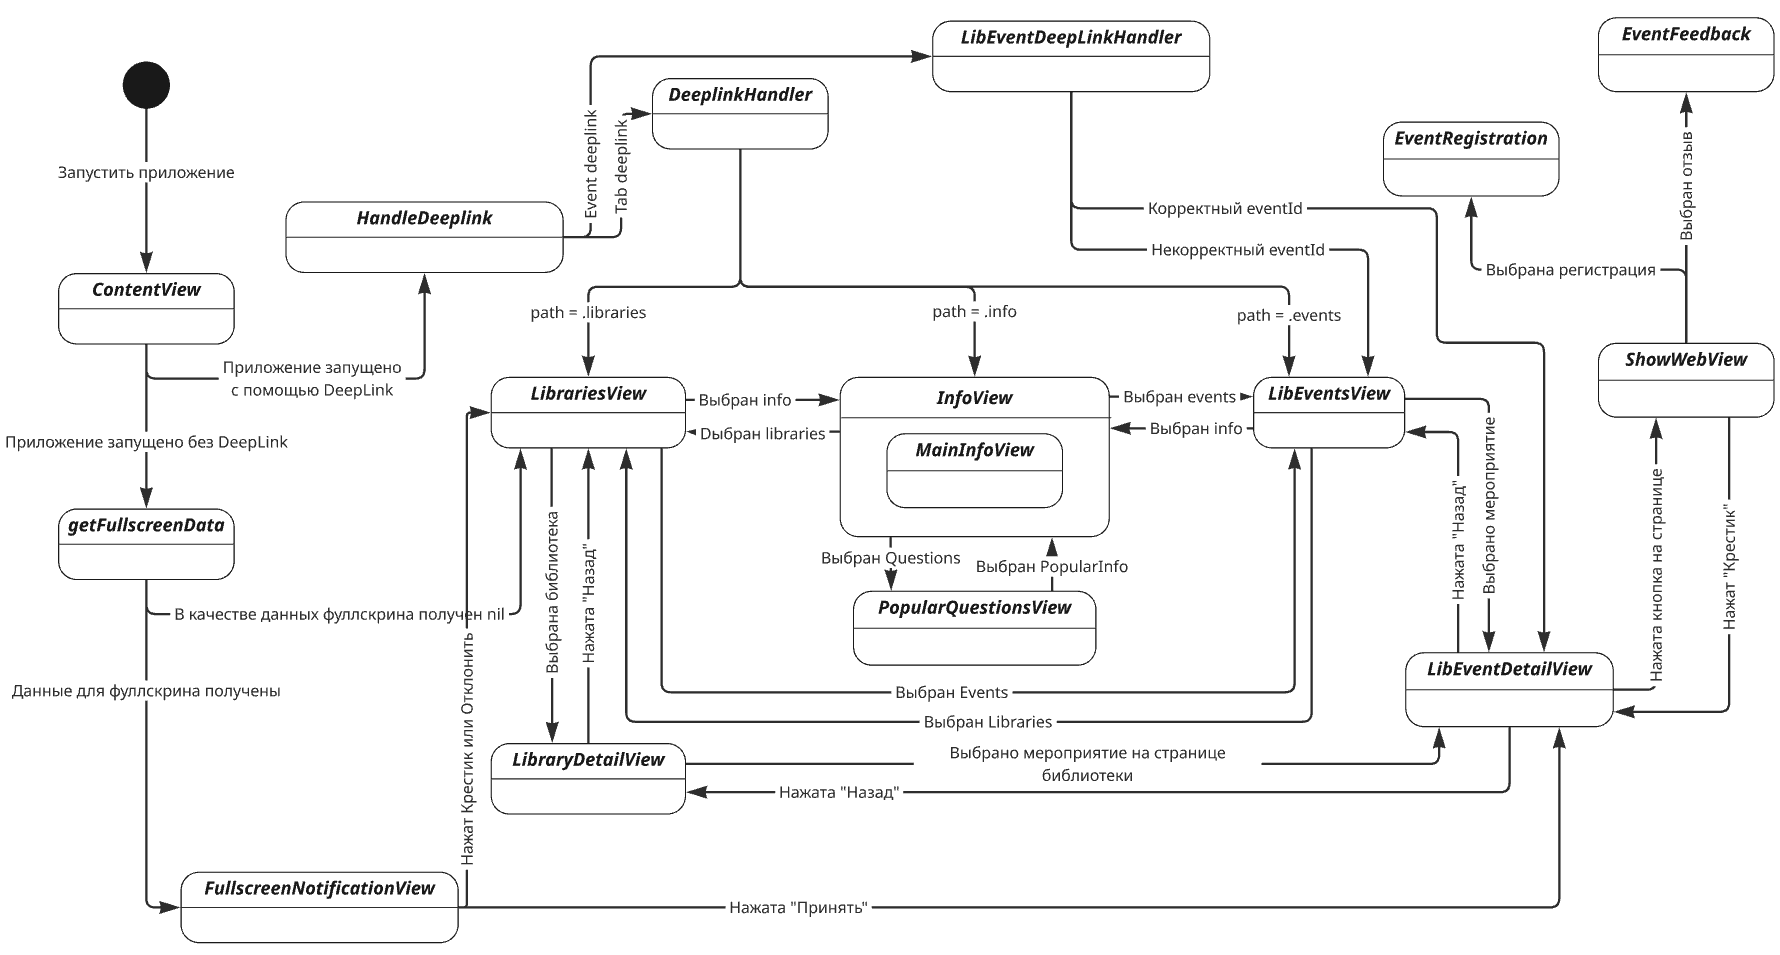 LibEventDeepLinkHandler
EventFeedback
DeeplinkHandler
Event deeplink
Tab deeplink
EventRegistration
Выбран отзыв
Запустить приложение
HandleDeeplink
Корректный eventId
Некорректный eventId
Выбрана регистрация
ContentView
path = .libraries
path = .info
path = .events
Приложение запущено
с помощью DeepLink
ShowWebView
LibrariesView
Выбран info
InfoView
Выбран events
LibEventsView
Dыбран libraries
Выбран info
Приложение запущено без DeepLink
MainInfoView
Выбрано мероприятие
Нажата "Назад"
Нажата кнопка на странице
Нажат "Крестик"
getFullscreenData
Выбрана библиотека
Нажата "Назад"
Выбран Questions
Выбран PopularInfo
PopularQuestionsView
В качестве данных фуллскрина получен nil
Нажат Крестик или Отклонить
LibEventDetailView
Данные для фуллскрина получены
Выбран Events
Выбран Libraries
LibraryDetailView
Выбрано мероприятие на странице
библиотеки
Нажата "Назад"
FullscreenNotificationView
Нажата "Принять"